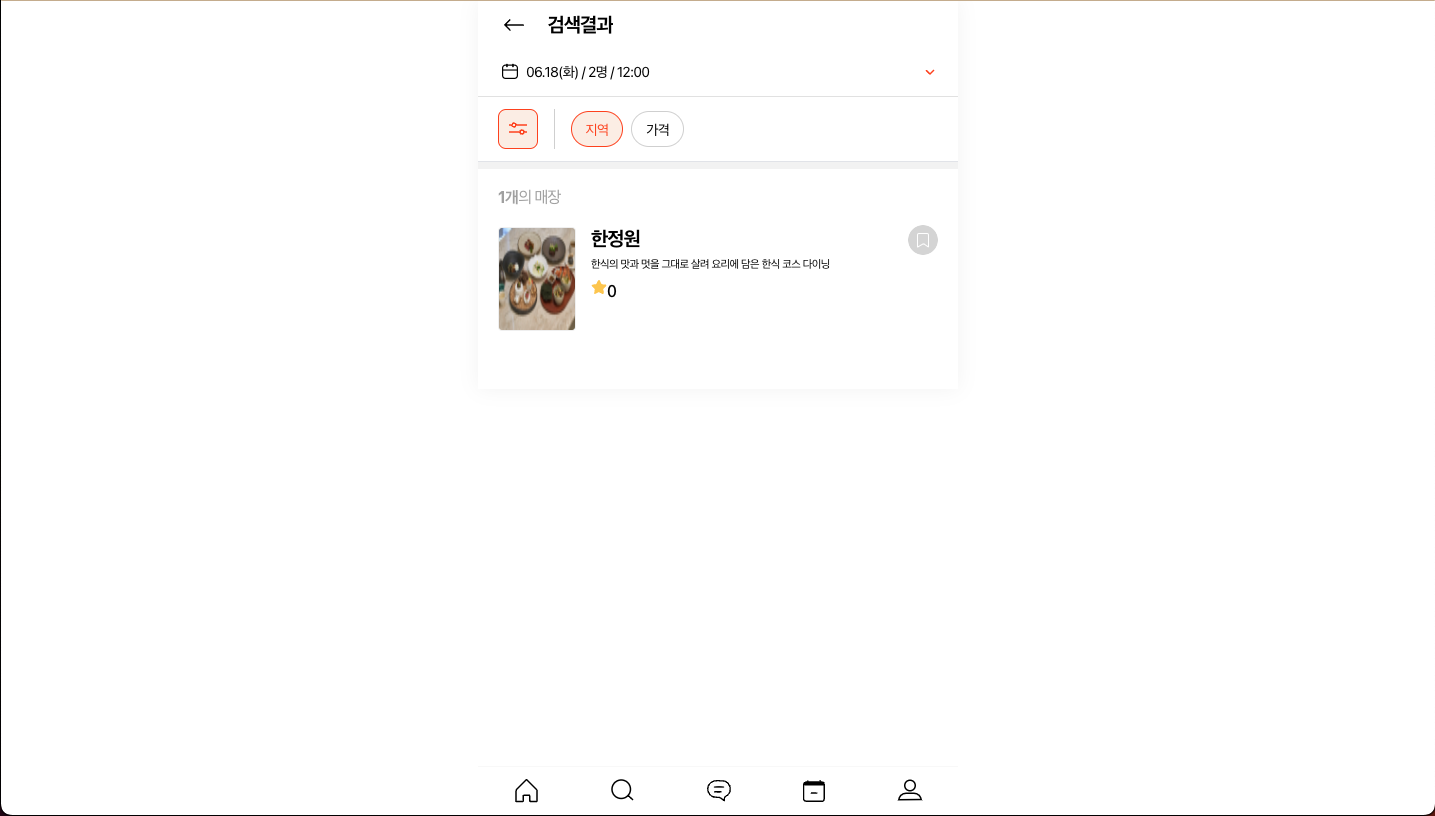 검색결과
06.18(화) / 2명 / 12:00
지역
가격
1개의 매장
한정원
한식의 맛과 멋을 그대로 살려 요리에 담은 한식 코스 다이닝
0